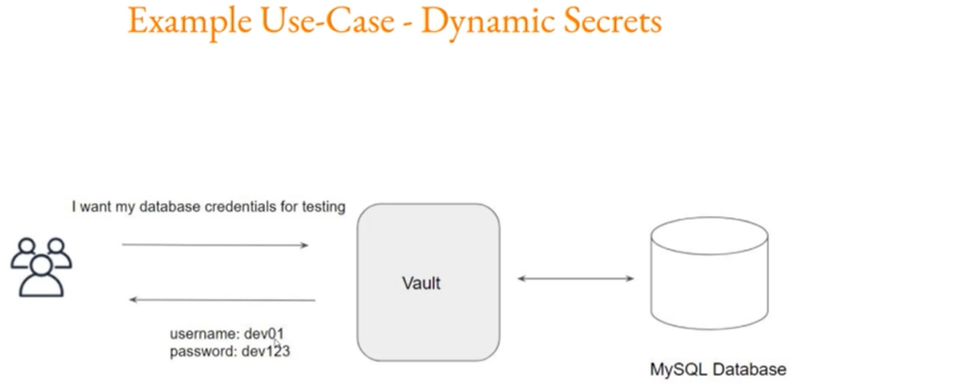 Example Use-Case - Dynamic Secrets
I want my database credentials for testing
Vault
username: dev01
password: dev123
MySQL Database